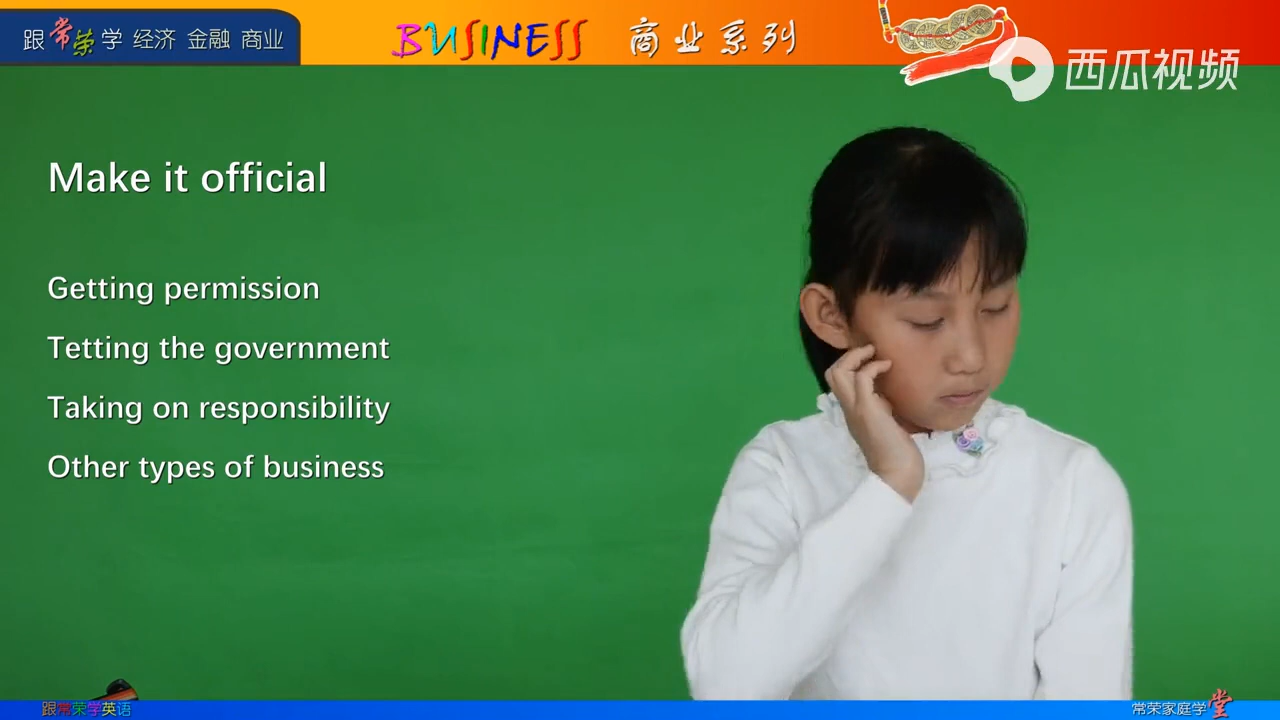 跟常荣学 经济 金融 商业
BUSINESS 商业系列
西瓜视频
Make it official
Getting permission
Tetting the government
Taking on responsibility
Other types of business
跟常荣学英语
常荣家庭学堂